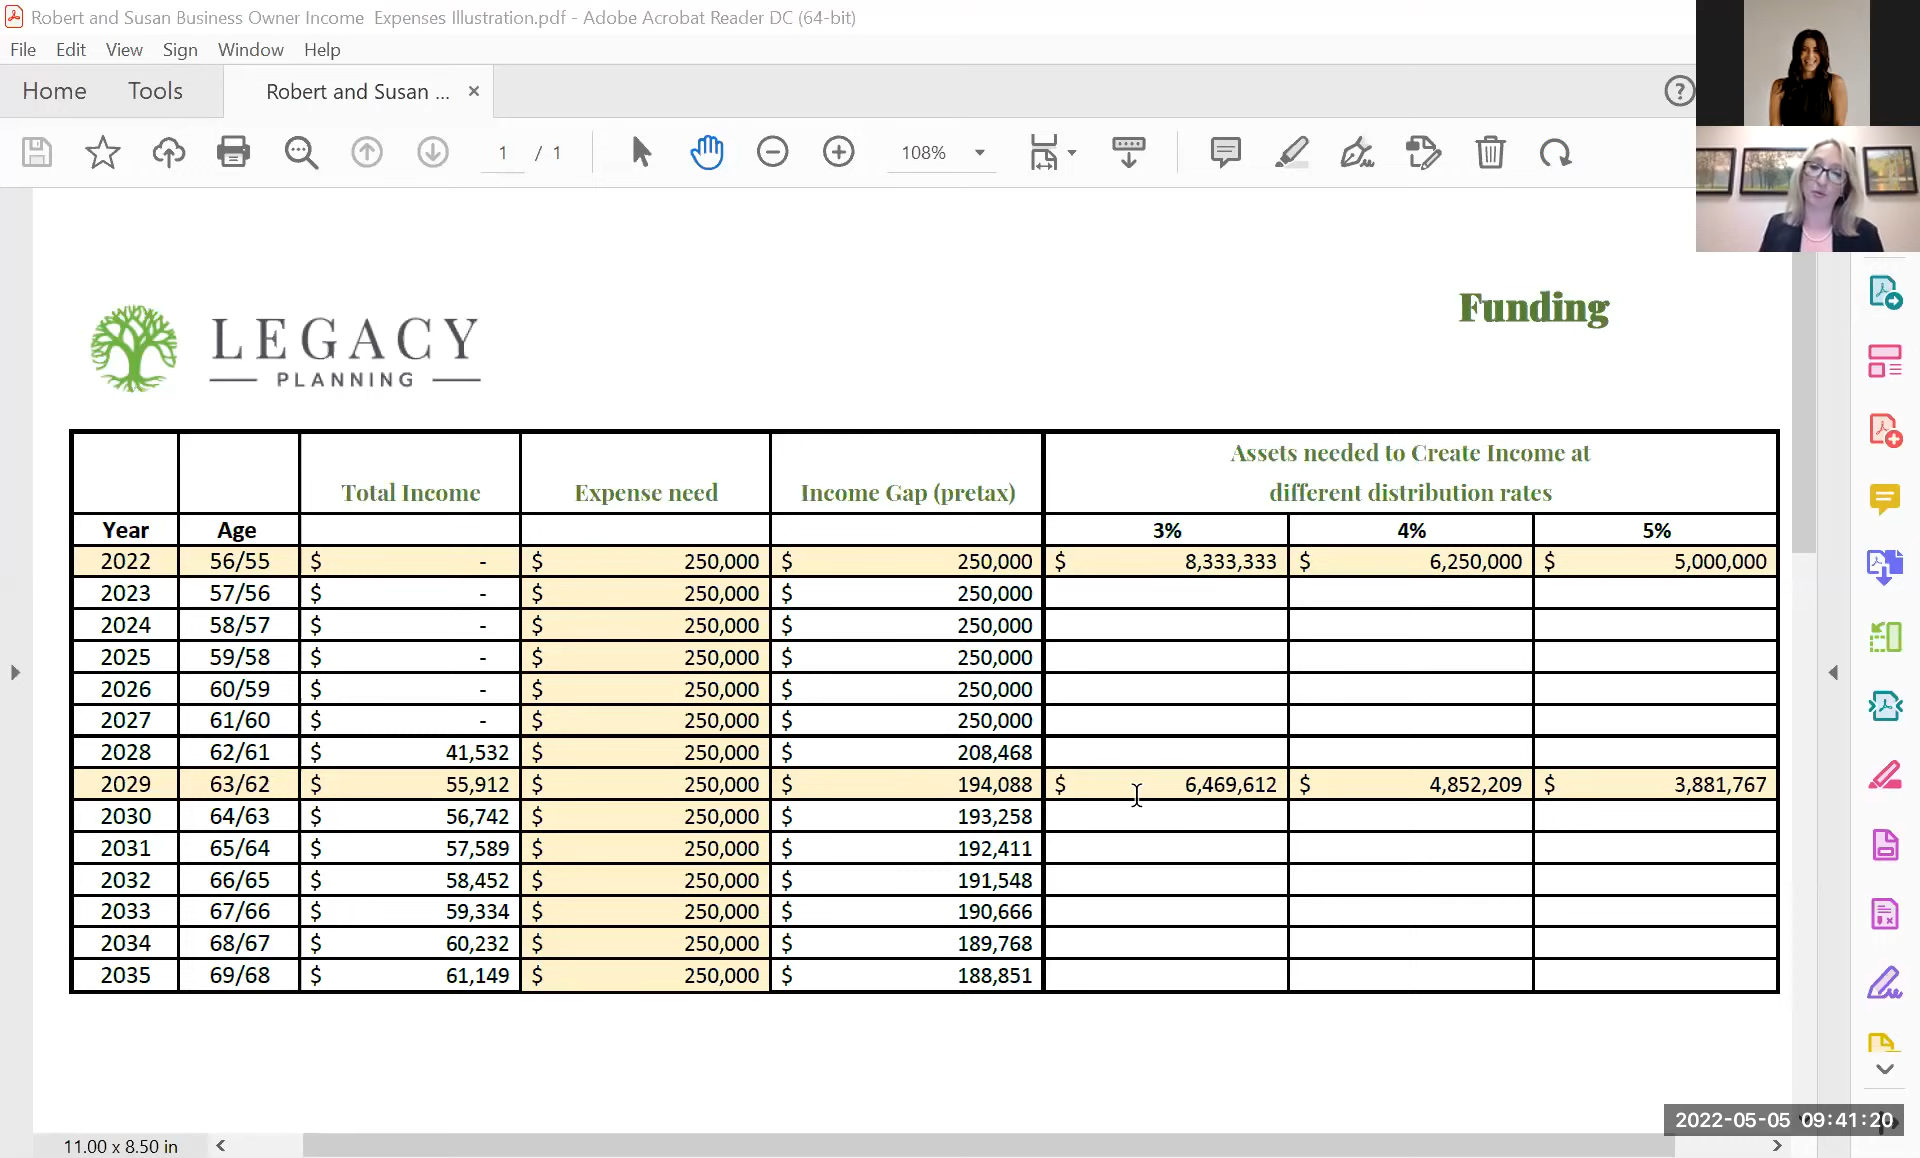 Robert and Susan Business Owner Income  Expenses Illustration.pdf - Adobe Acrobat Reader DC (64-bit)
File Edit View Sign Window Help
Home Tools Robert and Susan ... ×
1 / 1 108%
Funding
LEGACY
PLANNING
Assets needed to Create Income at
Total Income Expense need Income Gap (pretax) different distribution rates
Year Age 3% 4% 5%
2022 56/55 $ - $ 250,000 $ 250,000 $ 8,333,333 $ 6,250,000 $ 5,000,000
2023 57/56 $ - $ 250,000 $ 250,000
2024 58/57 $ - $ 250,000 $ 250,000
2025 59/58 $ - $ 250,000 $ 250,000
2026 60/59 $ - $ 250,000 $ 250,000
2027 61/60 $ - $ 250,000 $ 250,000
2028 62/61 $ 41,532 $ 250,000 $ 208,468
2029 63/62 $ 55,912 $ 250,000 $ 194,088 $ 6,469,612 $ 4,852,209 $ 3,881,767
2030 64/63 $ 56,742 $ 250,000 $ 193,258
2031 65/64 $ 57,589 $ 250,000 $ 192,411
2032 66/65 $ 58,452 $ 250,000 $ 191,548
2033 67/66 $ 59,334 $ 250,000 $ 190,666
2034 68/67 $ 60,232 $ 250,000 $ 189,768
2035 69/68 $ 61,149 $ 250,000 $ 188,851
2022-05-05 09:41:20
11.00 x 8.50 in